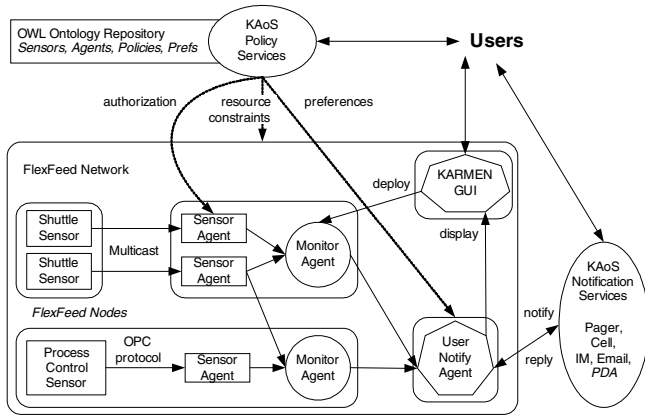 OWL Ontology Repository
Sensors, Agents, Policies, Prefs
KAoS
Policy
Services
Users
authorization
resource
constraints
preferences
FlexFeed Network
KARMEN
GUI
deploy
display
Shuttle
Sensor
Shuttle
Sensor
Multicast
Sensor
Agent
Sensor
Agent
Monitor
Agent
FlexFeed Nodes
Process
Control
Sensor
OPC
protocol
Sensor
Agent
Monitor
Agent
User
Notify
Agent
notify
reply
KAoS
Notification
Services
Pager,
Cell,
IM, Email,
PDA